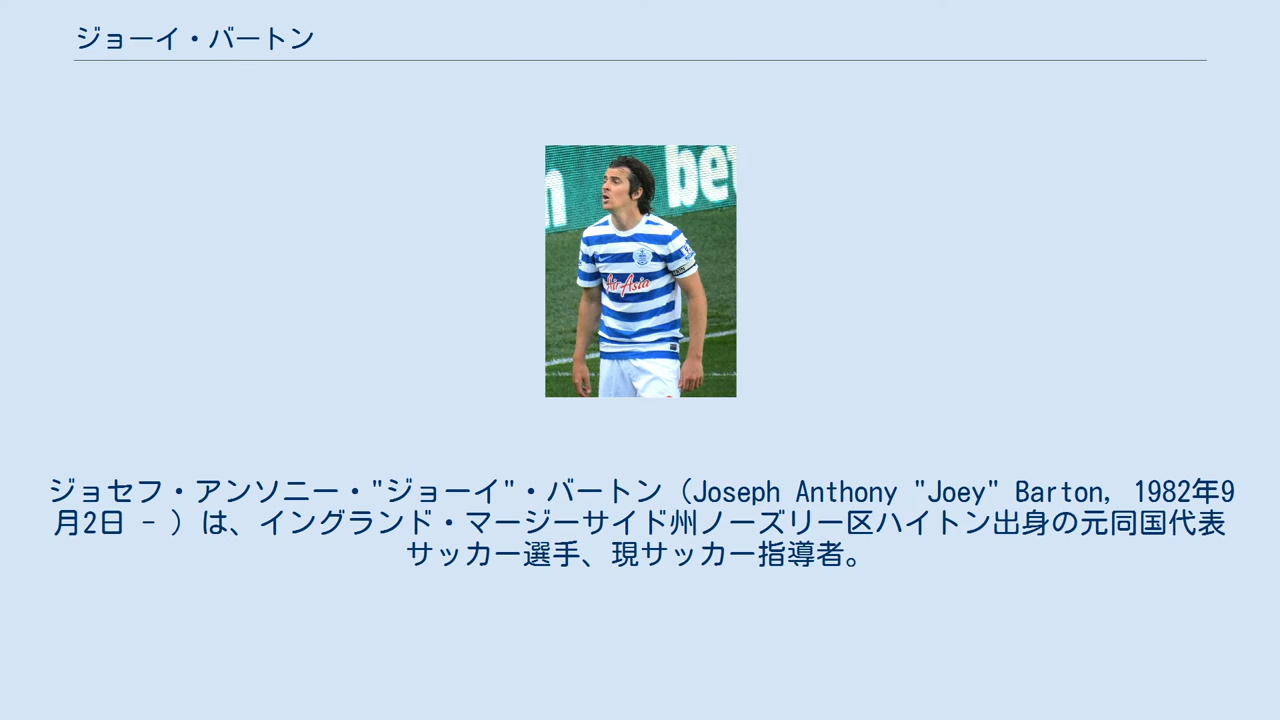 ジョーイ・バートン
bet
AirAsia
ジョセフ・アンソニー・"ジョーイ"・バートン（Joseph Anthony "Joey" Barton, 1982年9
月2日 - ）は、イングランド・マージーサイド州ノーズリー区ハイトン出身の元同国代表
サッカー選手、現サッカー指導者。